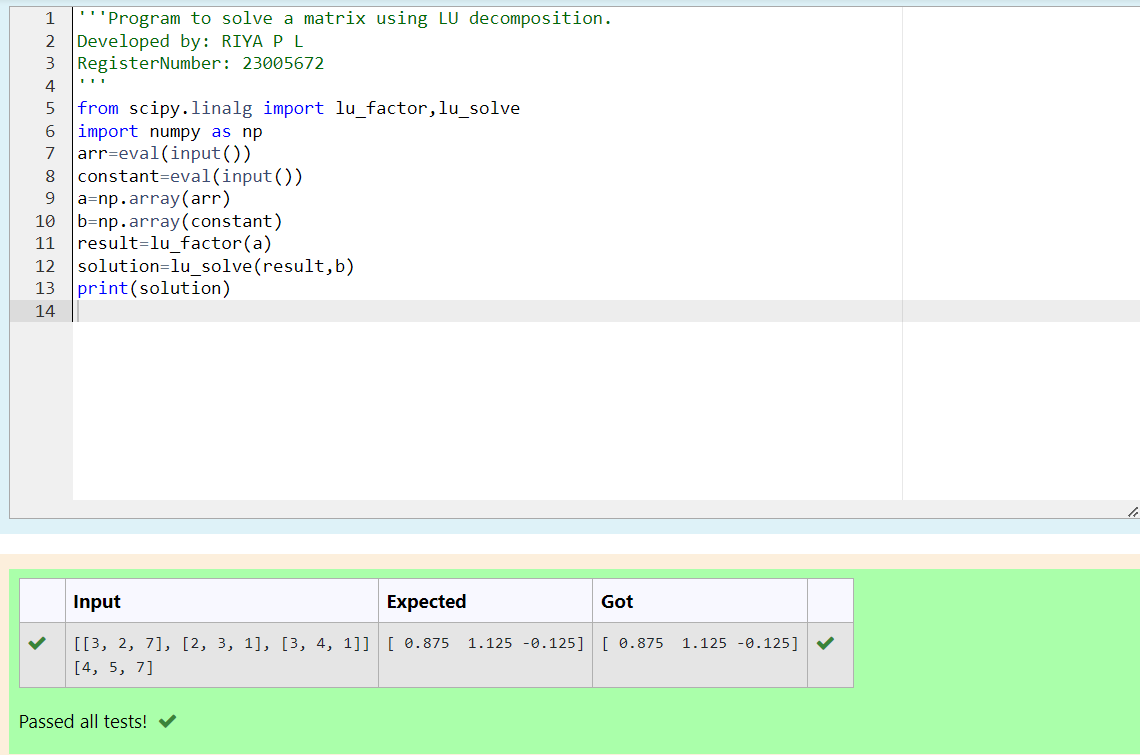 1 '''Program to solve a matrix using LU decomposition.
2 Developed by: RIYA P L
3 RegisterNumber: 23005672
4 '''
5 from scipy.linalg import lu_factor,lu_solve
6 import numpy as np
7 arr=eval(input())
8 constant=eval(input())
9 a=np.array(arr)
10 b=np.array(constant)
11 result=lu_factor(a)
12 solution=lu_solve(result,b)
13 print(solution)
14
Input Expected Got
[[3, 2, 7], [2, 3, 1], [3, 4, 1]] [ 0.875  1.125 -0.125] [ 0.875  1.125 -0.125]
[4, 5, 7]
Passed all tests!